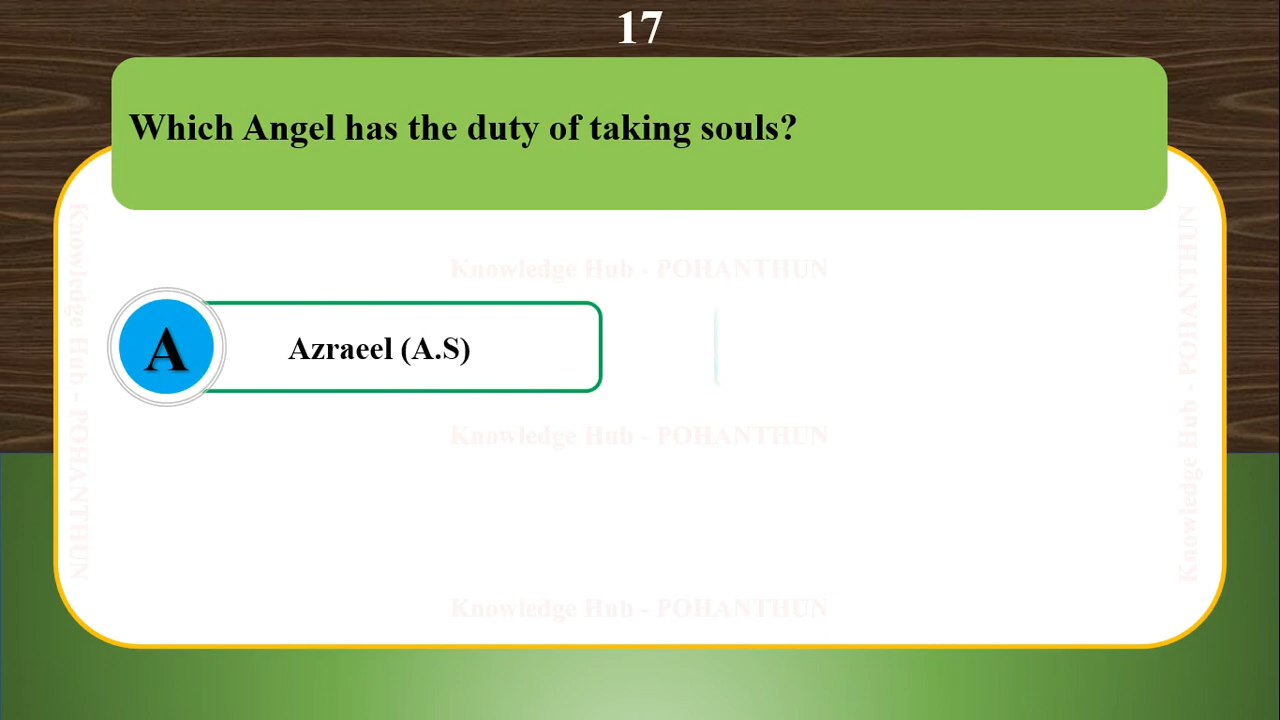 17
Which Angel has the duty of taking souls?
Knowledge Hub - POHANTHUN
Knowledge Hub - POHANTHUN
Knowledge Hub - POHANTHUN
A
Azraeel (A.S)
Knowledge Hub - POHANTHUN
Knowledge Hub - POHANTHUN